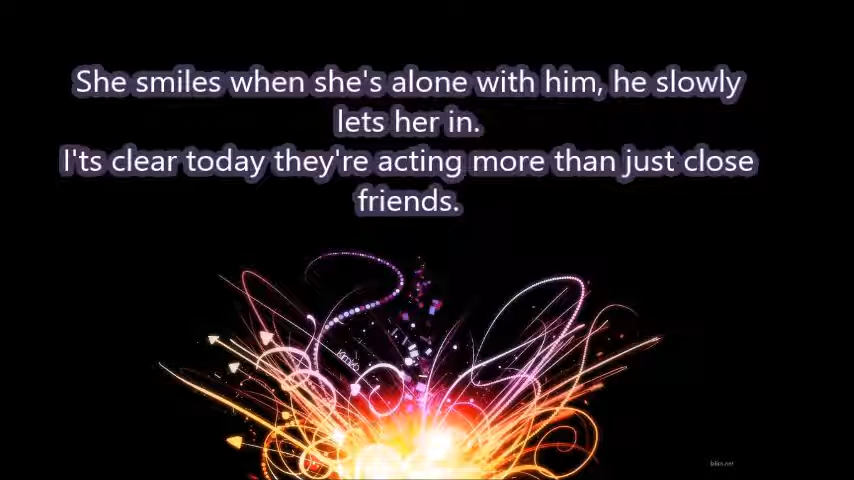 She smiles when she's alone with him, he slowly
lets her in.
I'ts clear today they're acting more than just close
friends.